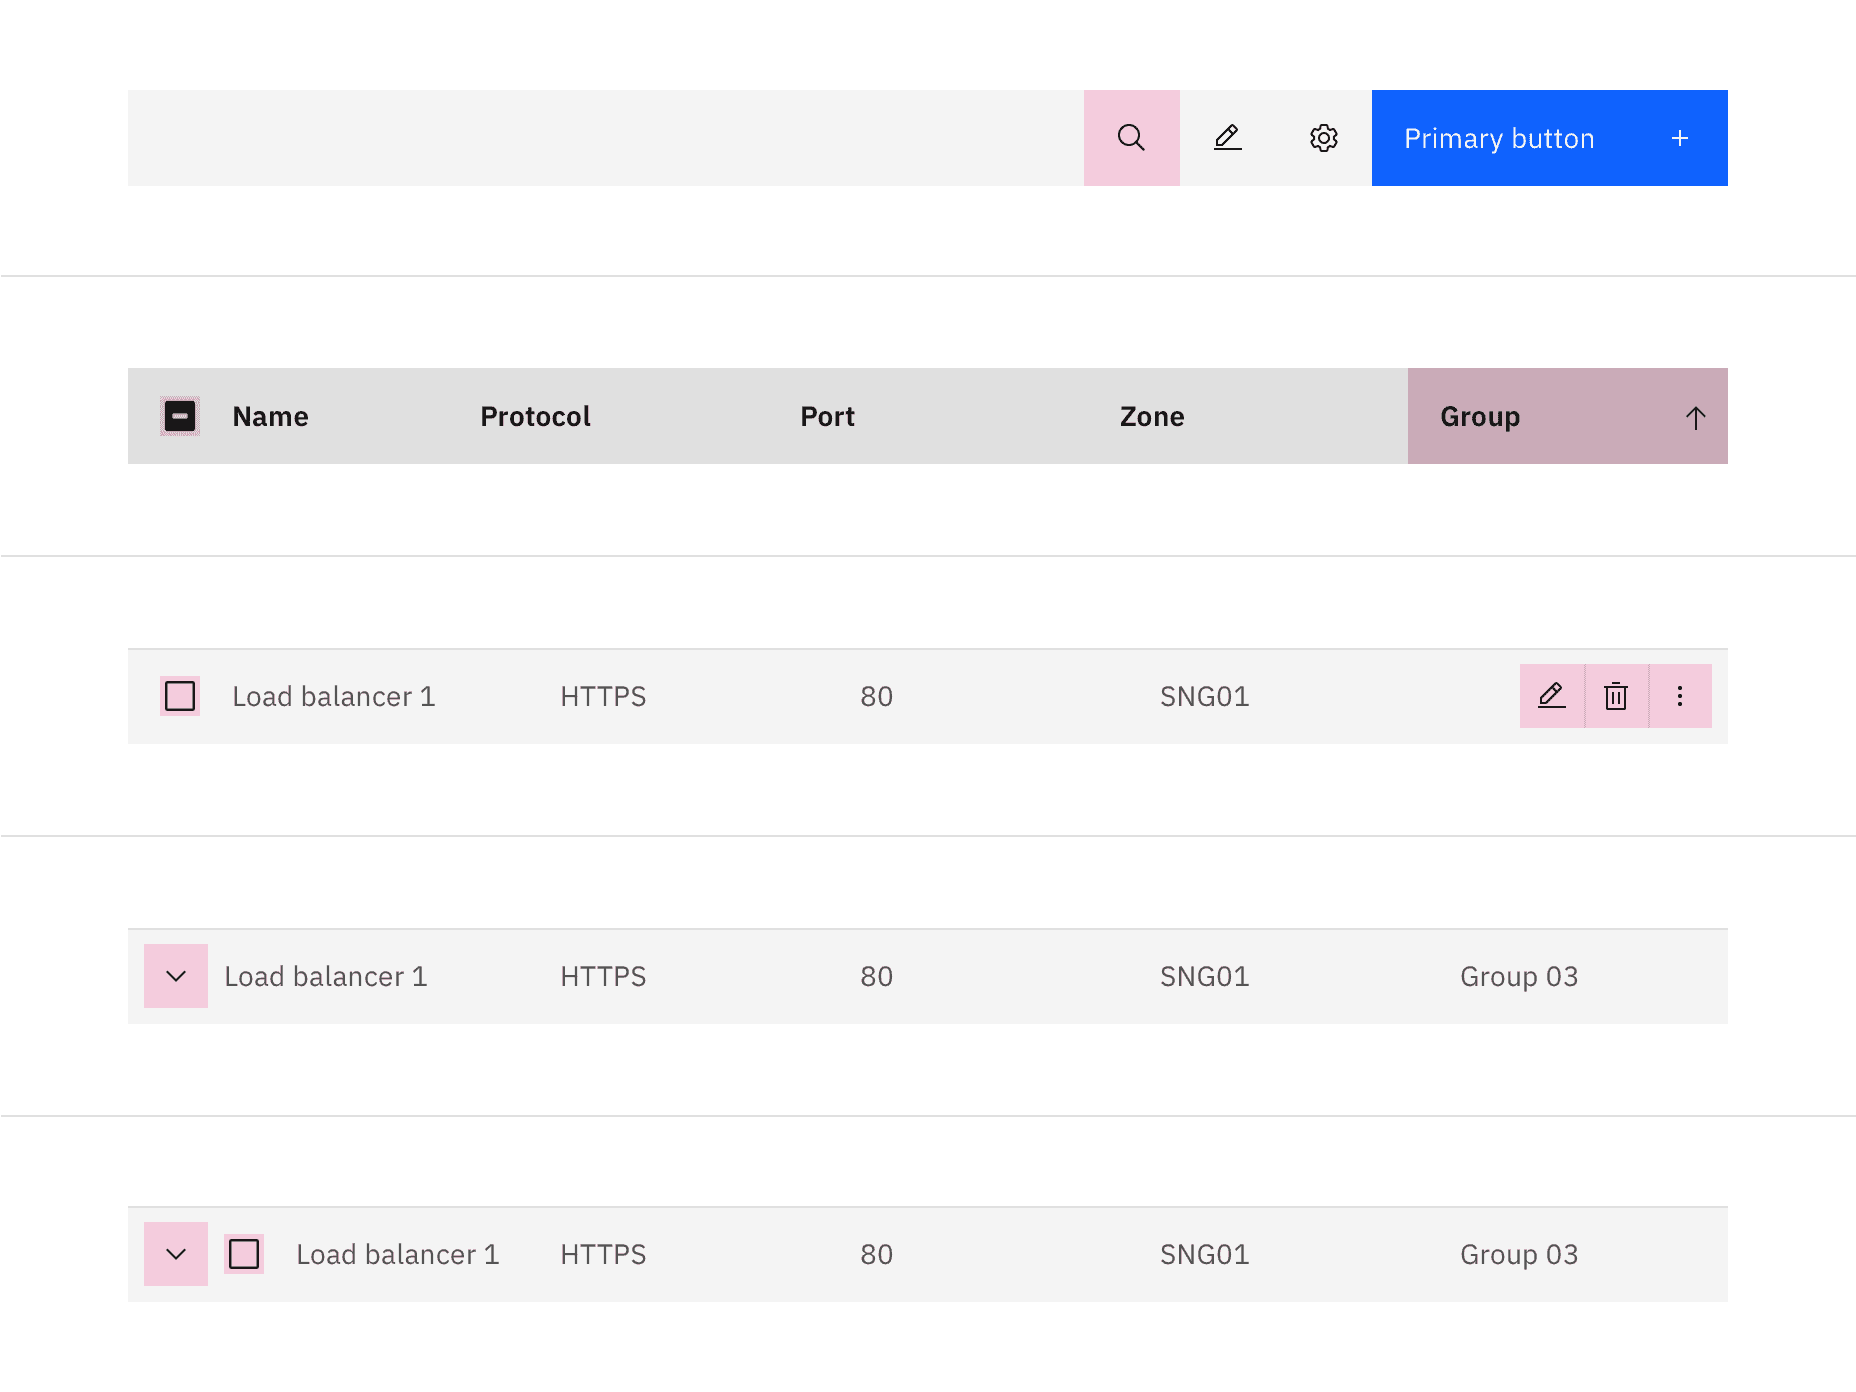 Primary button
Name Protocol Port Zone Group
Load balancer 1 HTTPS 80 SNG01
Load balancer 1 HTTPS 80 SNG01 Group 03
Load balancer 1 HTTPS 80 SNG01 Group 03